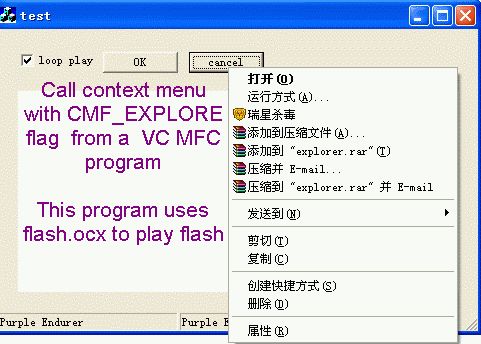 test
loop play
OK
cancel
Call context menu
with CMF_EXPLORE
flag from a VC MFC
program
This program uses
flash.ocx to play flash
打开(O)
运行方式(A)...
瑞星杀毒
添加到压缩文件(A)...
添加到 "explorer.rar"(T)
压缩并 E-mail...
压缩到 "explorer.rar" 并 E-mail
发送到(N)
剪切(T)
复制(C)
创建快捷方式(S)
删除(D)
属性(R)
Purple Endurer
Purple E